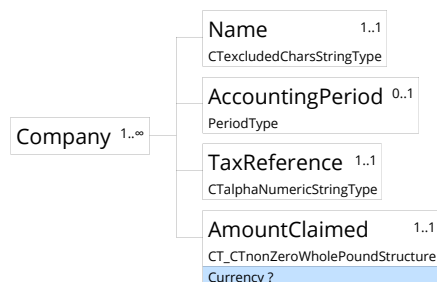 Name 1..1
CTexcludedCharsStringType
AccountingPeriod 0..1
PeriodType
Company 1..∞
TaxReference 1..1
CTalphaNumericStringType
AmountClaimed 1..1
CT_CTnonZeroWholePoundStructure
Currency ?